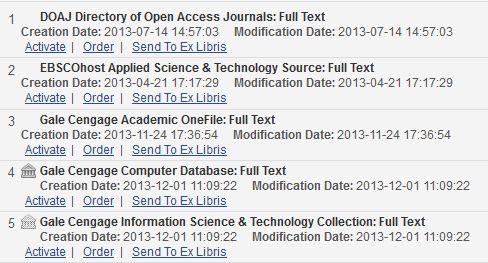 1 DOAJ Directory of Open Access Journals: Full Text
Creation Date: 2013-07-14 14:57:03 Modification Date: 2013-07-14 14:57:03
Activate | Order | Send To Ex Libris
2 EBSCOhost Applied Science & Technology Source: Full Text
Creation Date: 2013-04-21 17:17:29 Modification Date: 2013-04-21 17:17:29
Activate | Order | Send To Ex Libris
3 Gale Cengage Academic OneFile: Full Text
Creation Date: 2013-11-24 17:36:54 Modification Date: 2013-11-24 17:36:54
Activate | Order | Send To Ex Libris
4 Gale Cengage Computer Database: Full Text
Creation Date: 2013-12-01 11:09:22 Modification Date: 2013-12-01 11:09:22
Activate | Order | Send To Ex Libris
5 Gale Cengage Information Science & Technology Collection: Full Text
Creation Date: 2013-12-01 11:09:22 Modification Date: 2013-12-01 11:09:22
Activate | Order | Send To Ex Libris